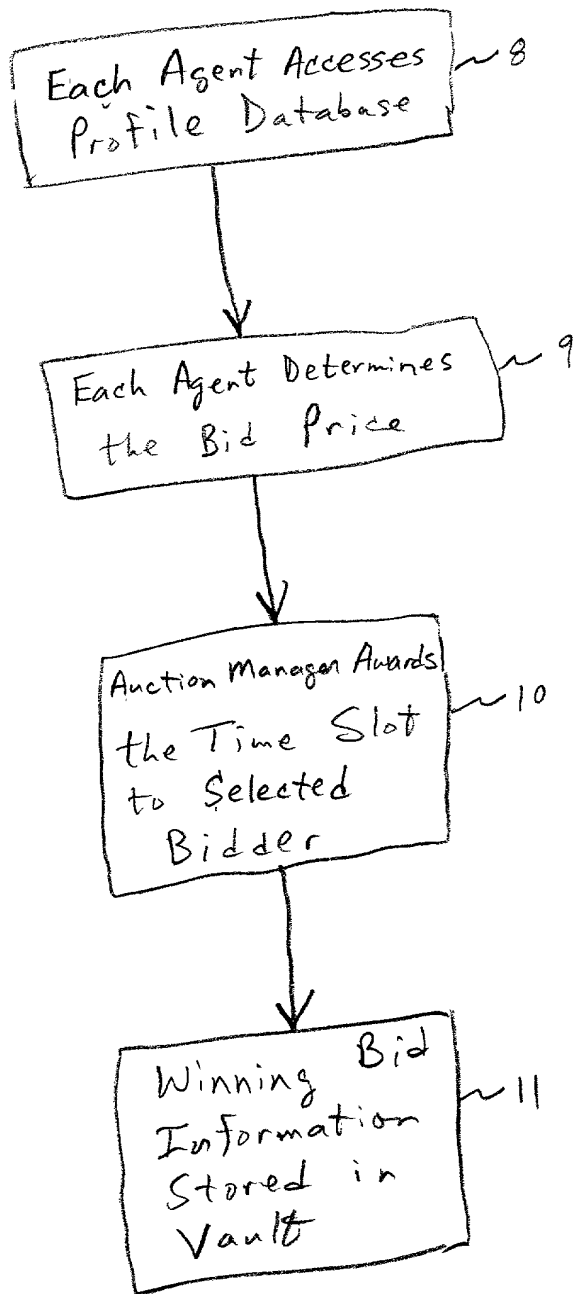 Each Agent Accesses
Profile Database
8
Each Agent Determines
the Bid Price
9
Auction Manager Awards
the Time Slot
to Selected
Bidder
10
Winning Bid
Information
Stored in
Vault
11